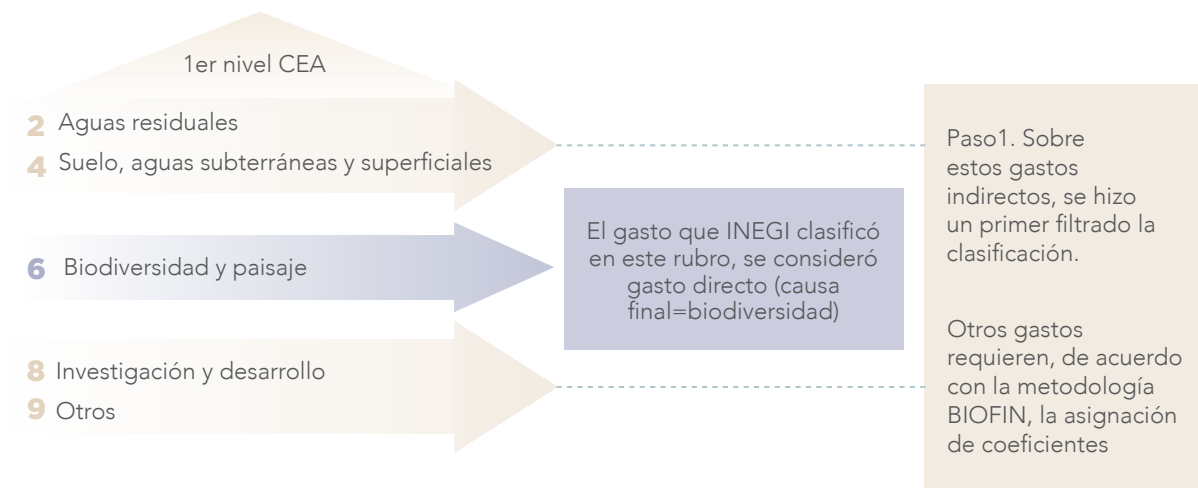 1er nivel CEA
2 Aguas residuales
4 Suelo, aguas subterráneas y superficiales
6 Biodiversidad y paisaje
8 Investigación y desarrollo
9 Otros
El gasto que INEGI clasificó
en este rubro, se consideró
gasto directo (causa
final=biodiversidad)
Paso1. Sobre
estos gastos
indirectos, se hizo
un primer filtrado la
clasificación.
Otros gastos
requieren, de acuerdo
con la metodología
BIOFIN, la asignación
de coeficientes